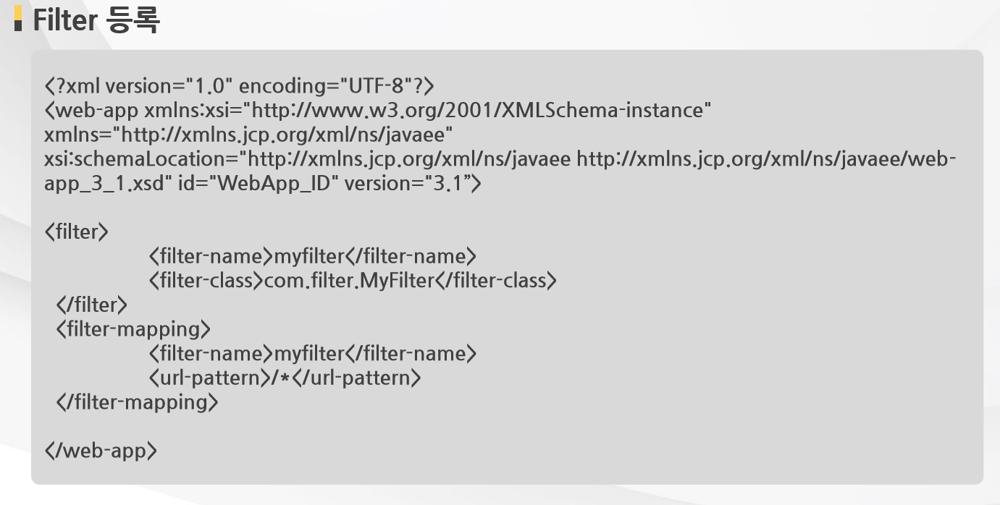 Filter 등록
<?xml version="1.0" encoding="UTF-8"?>
<web-app xmlns:xsi="http://www.w3.org/2001/XMLSchema-instance"
xmlns="http://xmlns.jcp.org/xml/ns/javaee"
xsi:schemaLocation="http://xmlns.jcp.org/xml/ns/javaee http://xmlns.jcp.org/xml/ns/javaee/web-
app_3_1.xsd" id="WebApp_ID" version="3.1”>
<filter>
<filter-name>myfilter</filter-name>
<filter-class>com.filter.MyFilter</filter-class>
</filter>
<filter-mapping>
<filter-name>myfilter</filter-name>
<url-pattern>/*</url-pattern>
</filter-mapping>
</web-app>